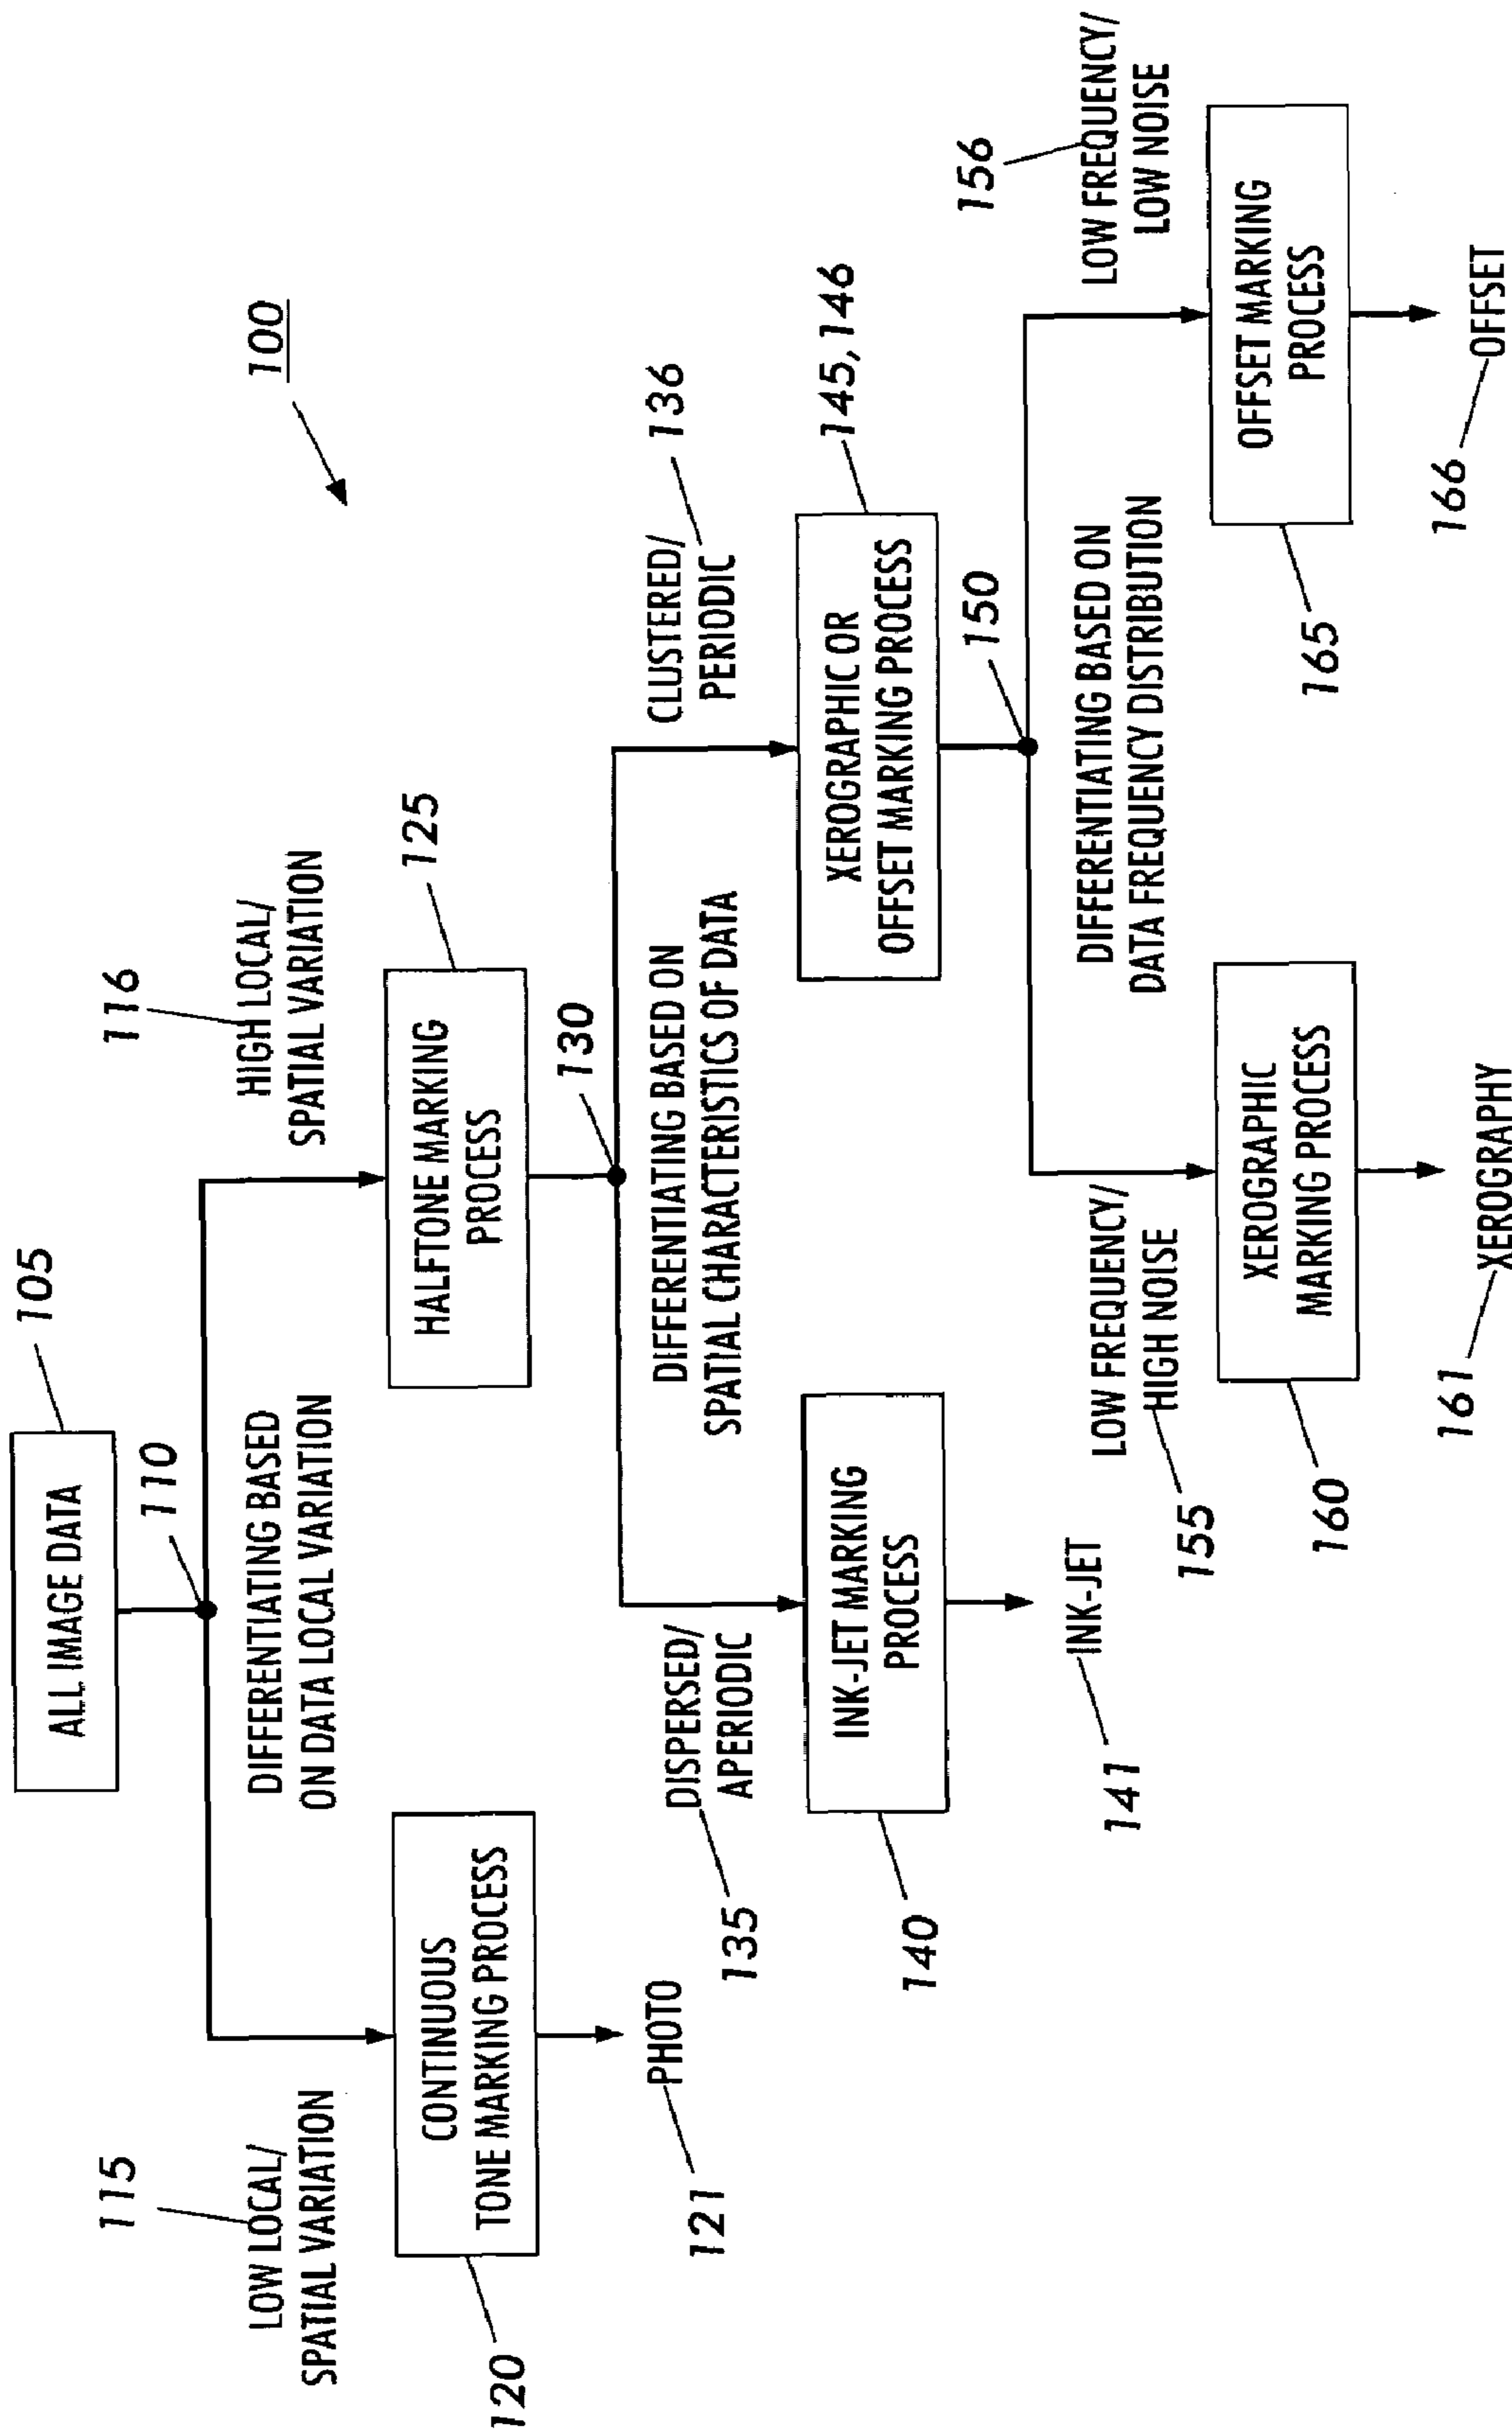 100
105
ALL IMAGE DATA
110
DIFFERENTIATING BASED
ON DATA LOCAL VARIATION
115
LOW LOCAL/
SPATIAL VARIATION
116
HIGH LOCAL/
SPATIAL VARIATION
CONTINUOUS
TONE MARKING PROCESS
120
HALFTONE MARKING
PROCESS
125
PHOTO
121
130
DIFFERENTIATING BASED ON
SPATIAL CHARACTERISTICS OF DATA
DISPERSED/
APERIODIC
135
CLUSTERED/
PERIODIC
136
INK-JET MARKING
PROCESS
140
XEROGRAPHIC OR
OFFSET MARKING PROCESS
145,146
INK-JET
141
150
DIFFERENTIATING BASED ON
DATA FREQUENCY DISTRIBUTION
LOW FREQUENCY/
HIGH NOISE
155
156
LOW FREQUENCY/
LOW NOISE
XEROGRAPHIC
MARKING PROCESS
160
OFFSET MARKING
PROCESS
165
161
XEROGRAPHY
166
OFFSET